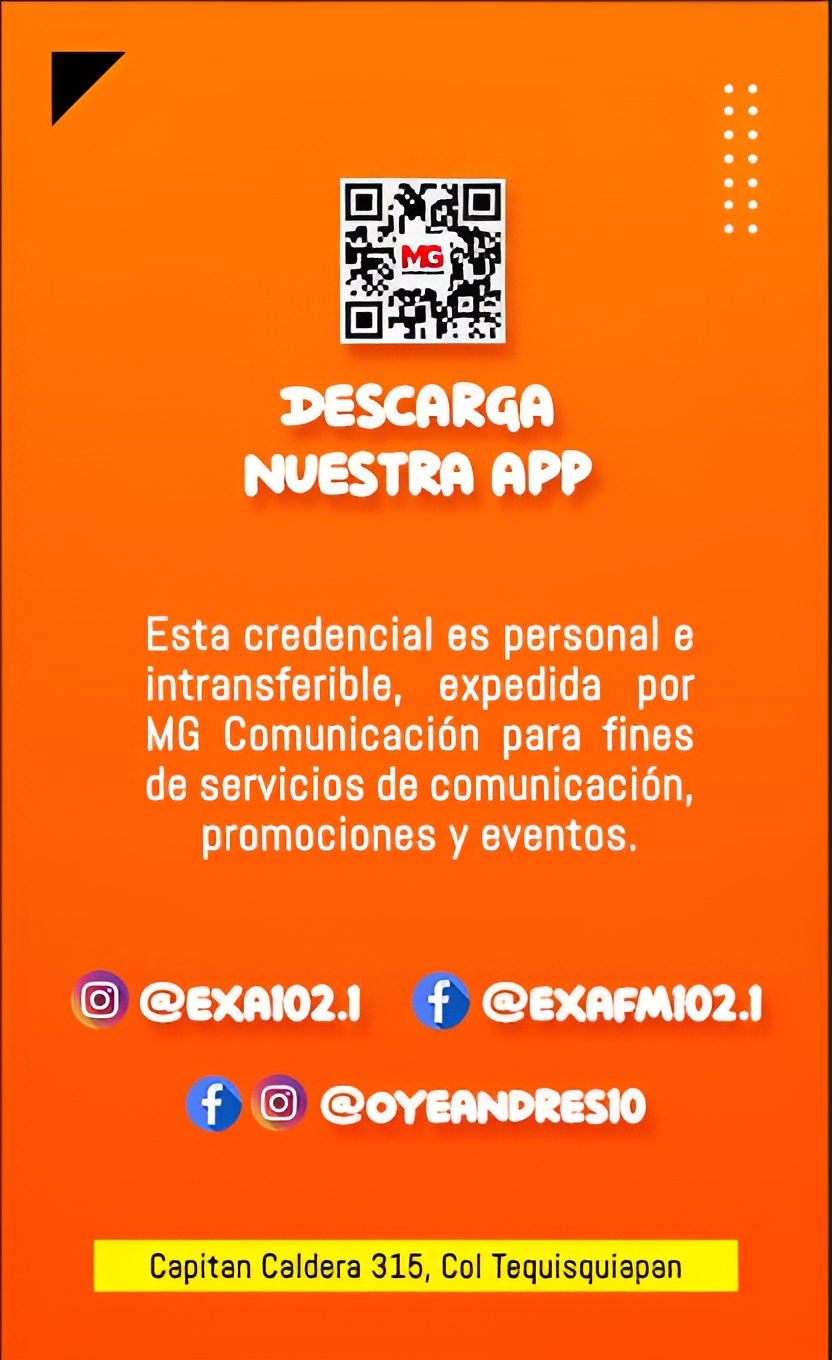 MG
DESCARGA
NUESTRA APP
Esta credencial es personal e
intransferible, expedida por
MG Comunicación para fines
de servicios de comunicación,
promociones y eventos.
@EXA102.1 @EXAFM102.1
@OYEANDRES10
Capitan Caldera 315, Col Tequisquiapan